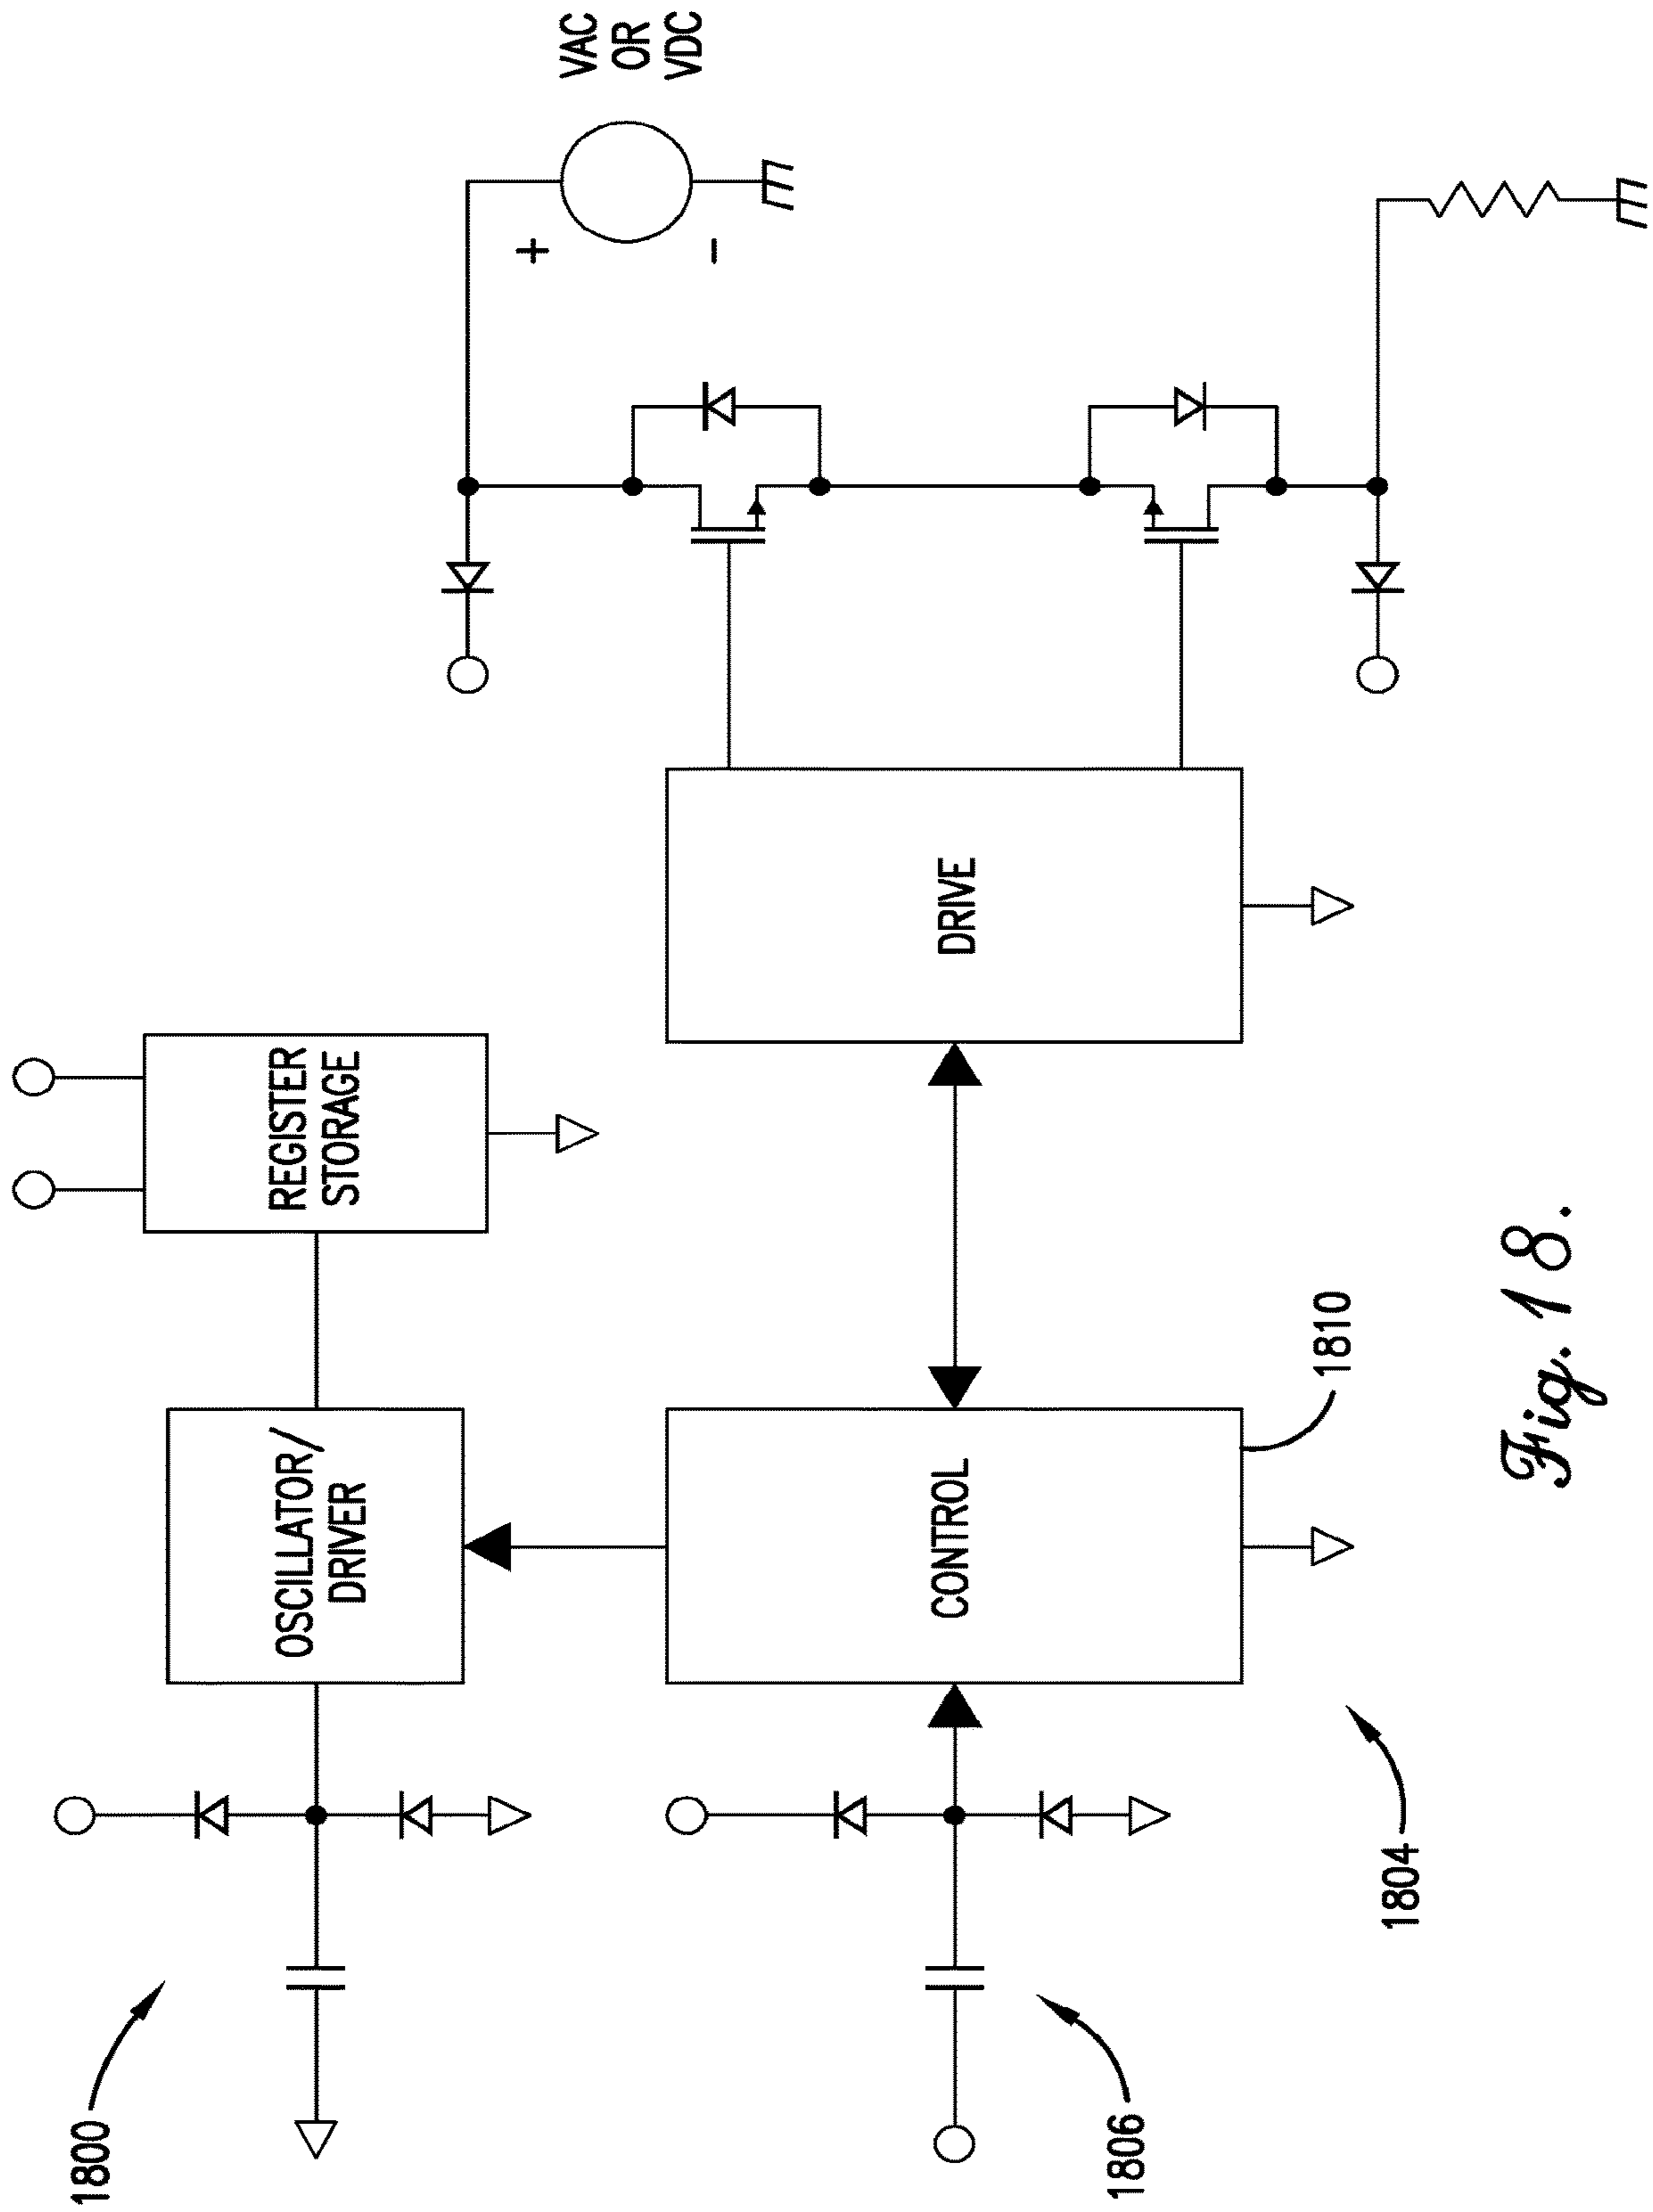 1800
OSCILLATOR/
DRIVER
REGISTER
STORAGE
VAC
OR
VDC
+
-
1806
CONTROL
DRIVE
1804
1810
Fig. 18.